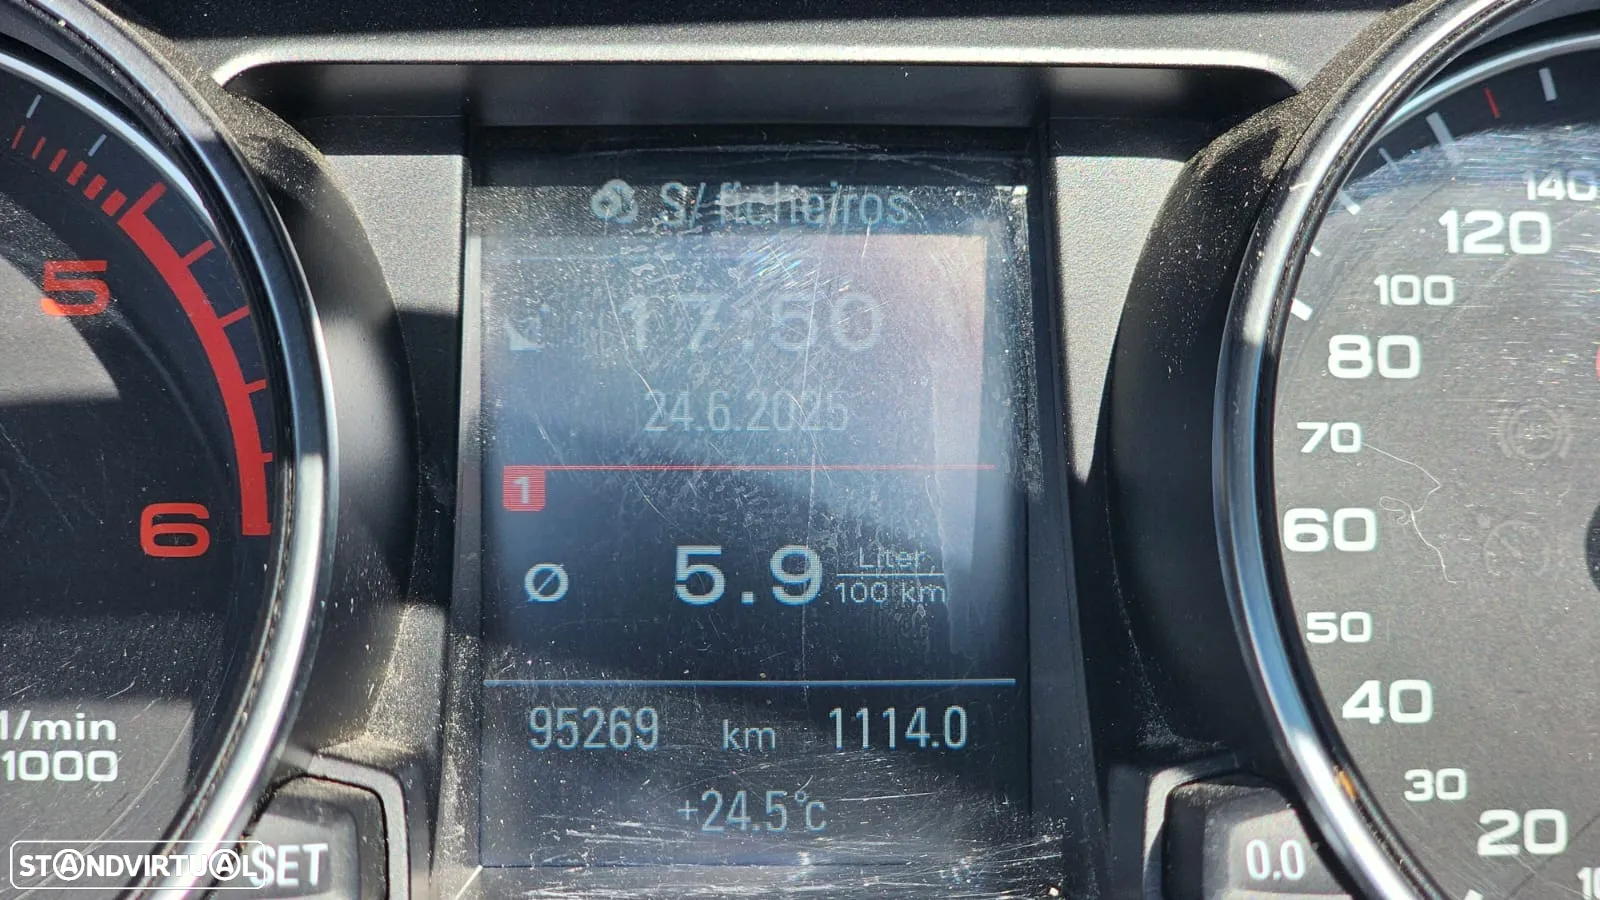 S/ ficheiros
17:50
24.6.2025
1
Ø 5.9 Liter
100 km
95269 km 1114.0
+24.5°C
5
6
1/min
1000
SET
140
120
100
80
70
60
50
40
30
20
0.0
STANDVIRTUAL